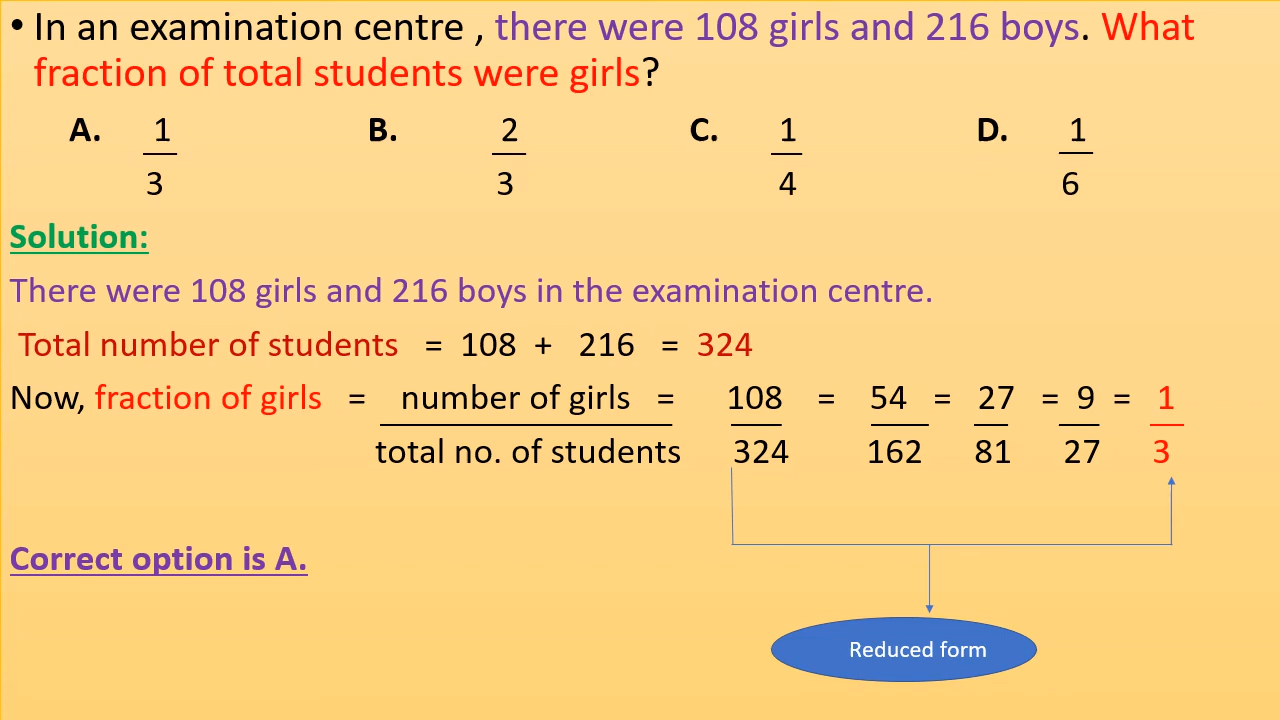 • In an examination centre , there were 108 girls and 216 boys. What
fraction of total students were girls?
A. 1/3 B. 2/3 C. 1/4 D. 1/6
Solution:
There were 108 girls and 216 boys in the examination centre.
Total number of students = 108 + 216 = 324
Now, fraction of girls = number of girls = 108 = 54 = 27 = 9 = 1
total no. of students 324 162 81 27 3
Correct option is A.
Reduced form